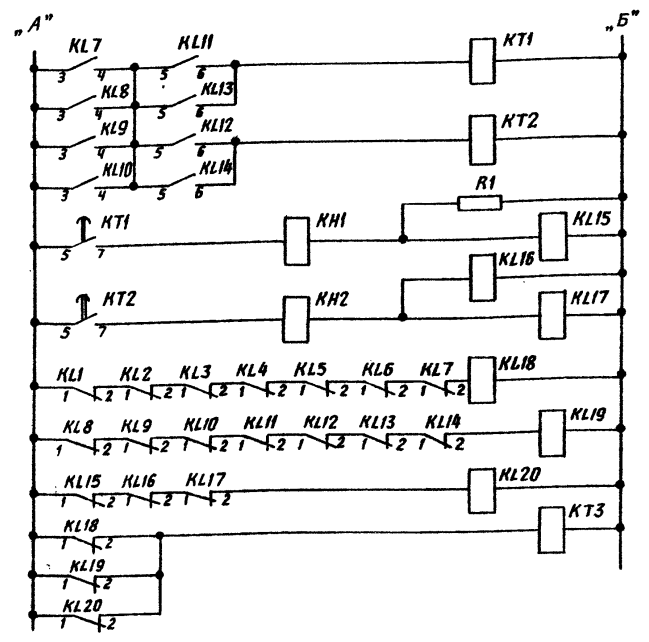 „А” „Б”
KL7 KL11 KT1
3 4 5 6
KL8 KL13
3 4 5 6
KL9 KL12 KT2
3 4 5 6
KL10 KL14
3 4 5 6
R1
KT1 KH1 KL15
5 7
KL16
KT2 KH2 KL17
5 7
KL1 KL2 KL3 KL4 KL5 KL6 KL7 KL18
1 2 1 2 1 2 1 2 1 2 1 2 1 2
KL8 KL9 KL10 KL11 KL12 KL13 KL14 KL19
1 2 1 2 1 2 1 2 1 2 1 2 1 2
KL15 KL16 KL17 KL20
1 2 1 2 1 2
KL18 KT3
1 2
KL19
1 2
KL20
1 2